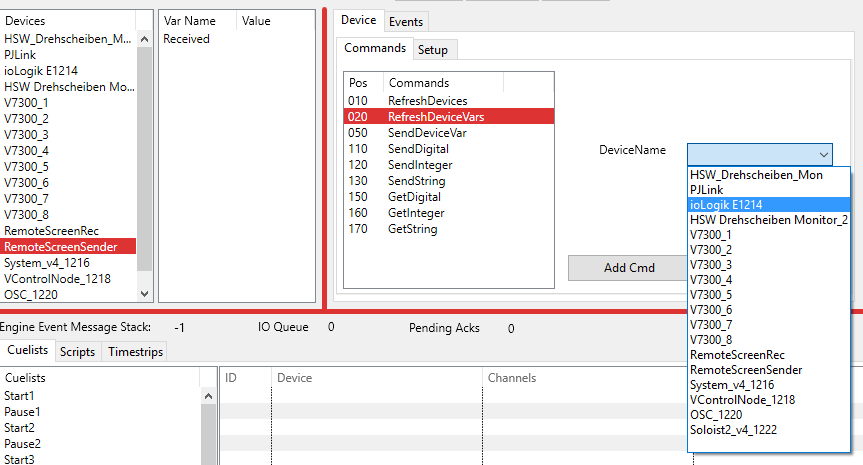 Devices
HSW_Drehscheiben_M...
PJLink
ioLogik E1214
HSW Drehscheiben Mo...
V7300_1
V7300_2
V7300_3
V7300_4
V7300_5
V7300_6
V7300_7
V7300_8
RemoteScreenRec
RemoteScreenSender
System_v4_1216
VControlNode_1218
OSC_1220
Var Name Value
Received
Device Events
Commands Setup
Pos Commands
010 RefreshDevices
020 RefreshDeviceVars
050 SendDeviceVar
110 SendDigital
120 SendInteger
130 SendString
150 GetDigital
160 GetInteger
170 GetString
DeviceName
Add Cmd
HSW_Drehscheiben_Mon
PJLink
ioLogik E1214
HSW Drehscheiben Monitor_2
V7300_1
V7300_2
V7300_3
V7300_4
V7300_5
V7300_6
V7300_7
V7300_8
RemoteScreenRec
RemoteScreenSender
System_v4_1216
VControlNode_1218
OSC_1220
Soloist2_v4_1222
Engine Event Message Stack: -1 IO Queue 0 Pending Acks 0
Cuelists Scripts Timestrips
Cuelists
Start1
Pause1
Start2
Pause2
Start3
ID Device Channels